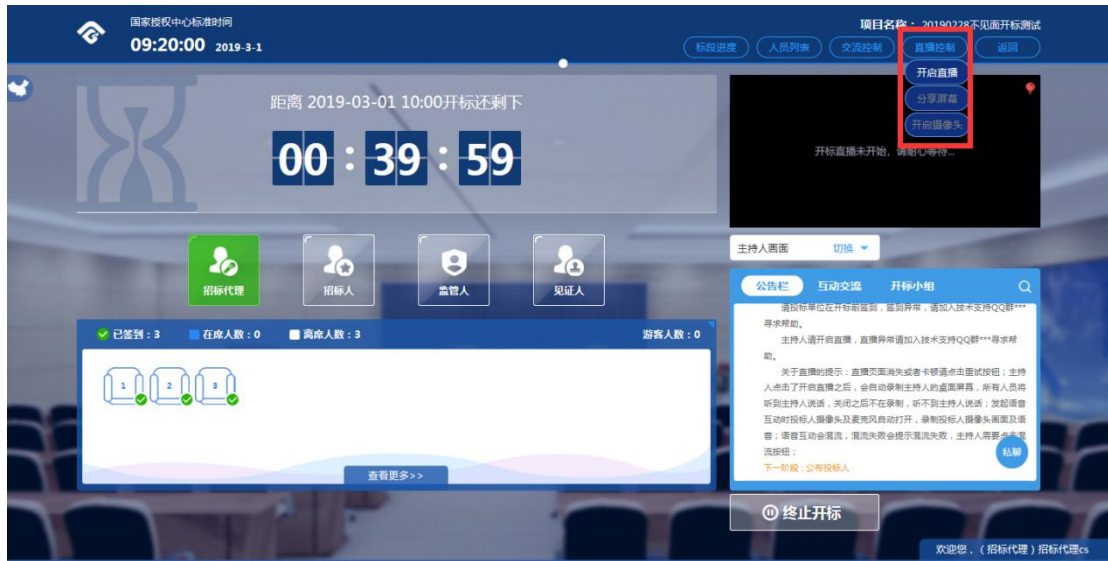 国家授权中心标准时间
09:20:00 2019-3-1
项目名称：20190228不见面开标测试
标段进度 人员列表 交流控制 直播控制 返回
开启直播
分享屏幕
开启摄像头
距离 2019-03-01 10:00开标还剩下
00 : 39 : 59
开标直播未开始，请耐心等待...
主持人画面 切换
招标代理 招标人 监管人 见证人
公告栏 互动交流 开标小组
已签到：3 在席人数：0 离席人数：3 游客人数：0
1 2 3
查看更多>>
请投标单位在开标前签到，签到异常，请加入技术支持QQ群***
寻求帮助。
主持人请开启直播，直播异常请加入技术支持QQ群***寻求帮
助。
关于直播的提示：直播页面消失或者卡顿请点击重试按钮；主持
人点击了开启直播之后，会自动录制主持人的桌面屏幕，所有人员将
听到主持人说话，关闭之后不在录制，听不到主持人说话；发起语音
互动时投标人摄像头及麦克风自动打开，录制投标人摄像头画面及语
音；语音互动会混流，混流失败会提示混流失败，主持人需要点击混
流按钮；
下一阶段：公布投标人
私聊
终止开标
欢迎您，（招标代理）招标代理cs